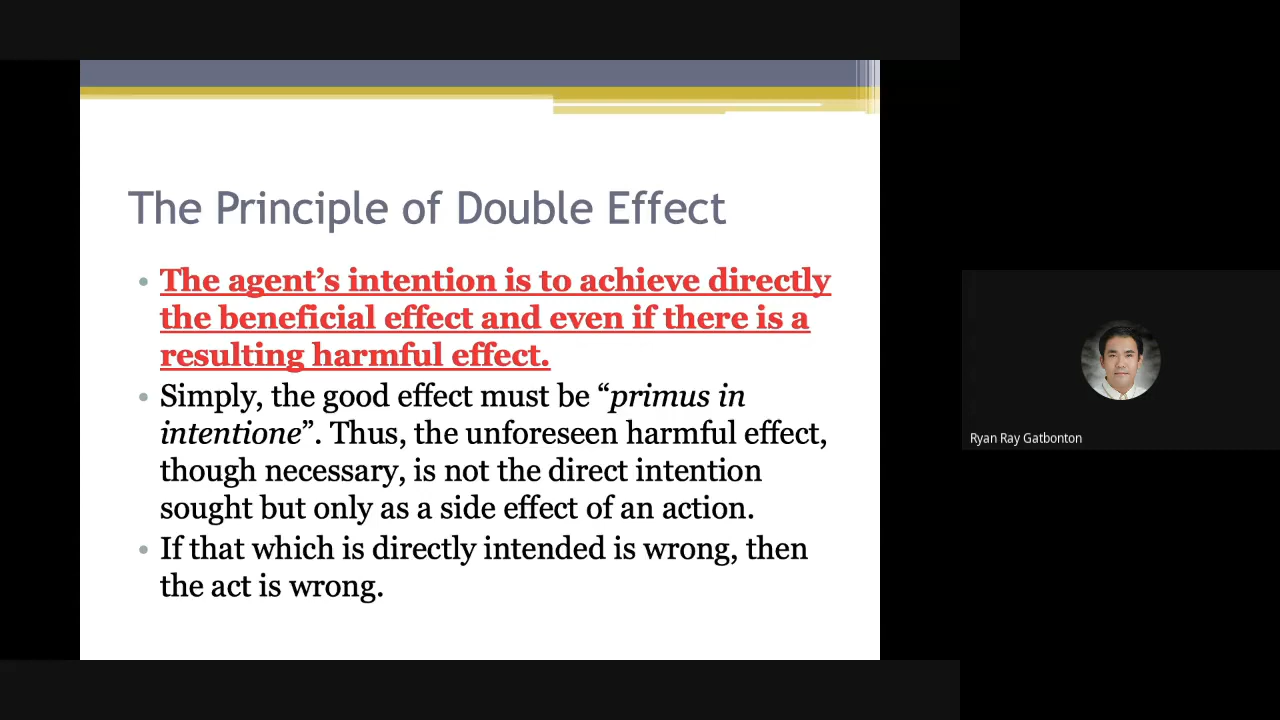 The Principle of Double Effect
• The agent’s intention is to achieve directly
the beneficial effect and even if there is a
resulting harmful effect.
• Simply, the good effect must be “primus in
intentione”. Thus, the unforeseen harmful effect,
though necessary, is not the direct intention
sought but only as a side effect of an action.
• If that which is directly intended is wrong, then
the act is wrong.
Ryan Ray Gatbonton